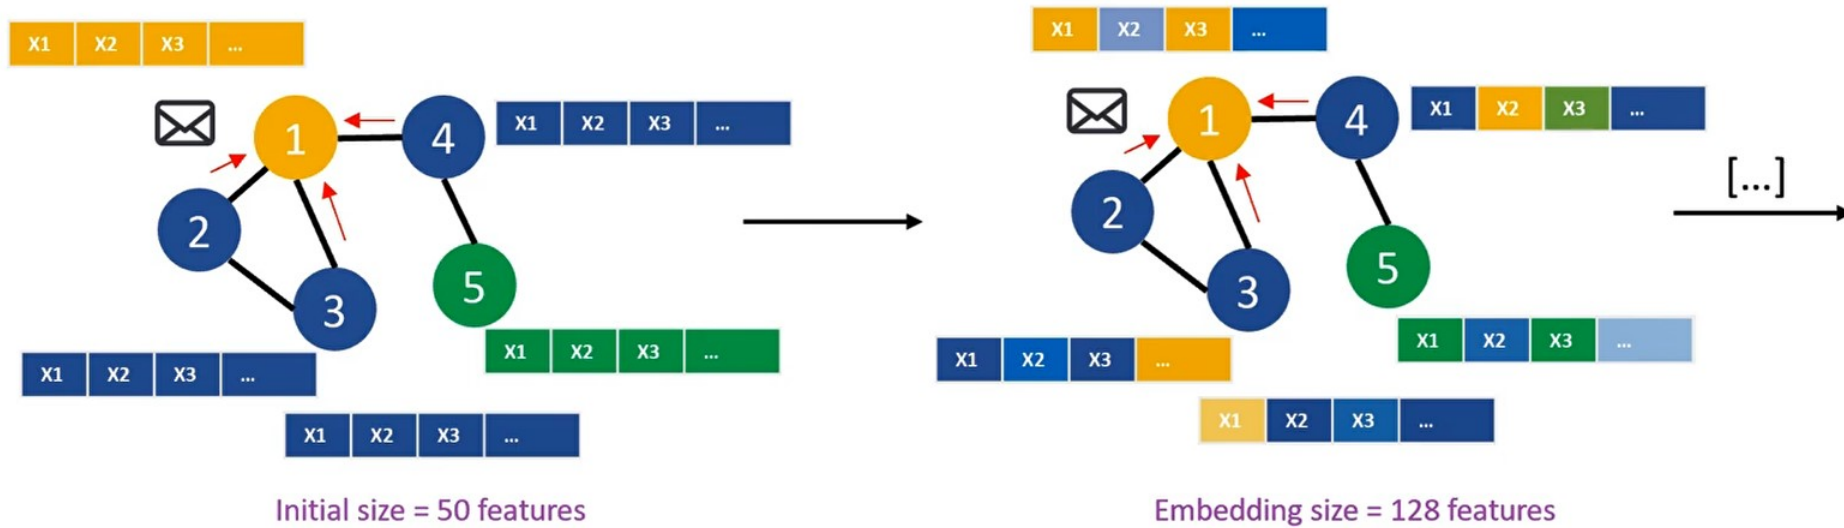 X1 X2 X3 ...
1
4
X1 X2 X3 ...
2
3
5
X1 X2 X3 ...
X1 X2 X3 ...
X1 X2 X3 ...
Initial size = 50 features
X1 X2 X3 ...
1
4
X1 X2 X3 ...
[...]
2
3
5
X1 X2 X3 ...
X1 X2 X3 ...
X1 X2 X3 ...
Embedding size = 128 features